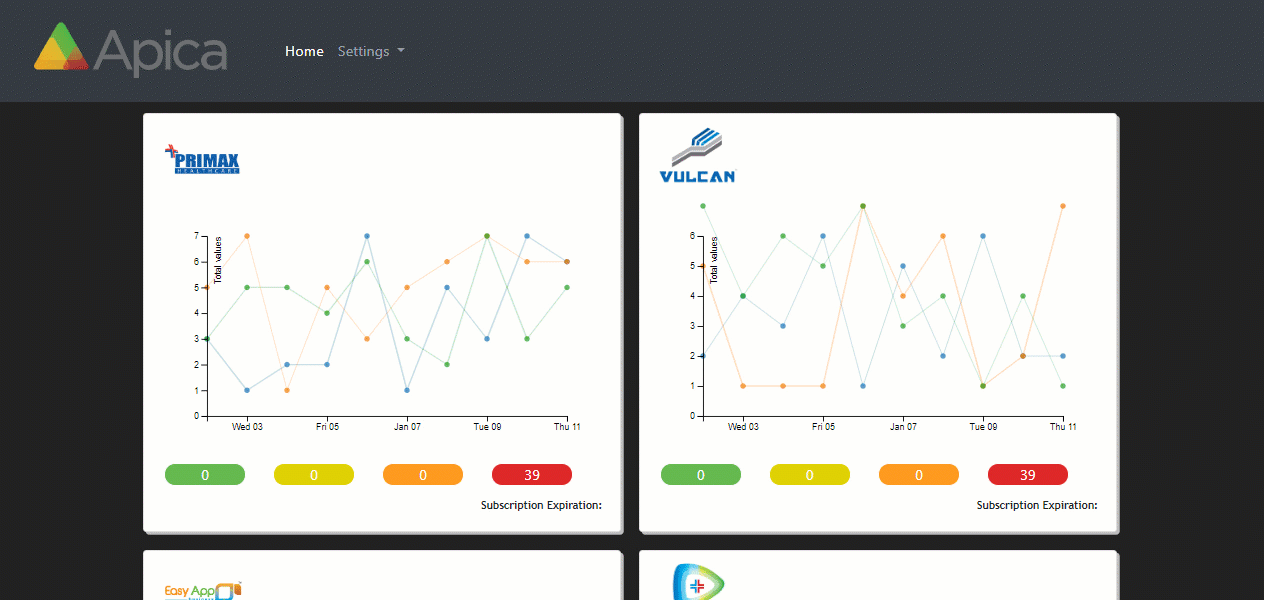 Apica
Home Settings
PRIMAX
HEALTHCARE
VULCAN
7
6
5
4
3
2
1
0
Total values
Wed 03 Fri 05 Jan 07 Tue 09 Thu 11
6
5
4
3
2
1
0
Total values
Wed 03 Fri 05 Jan 07 Tue 09 Thu 11
0 0 0 39
0 0 0 39
Subscription Expiration:
Subscription Expiration:
Easy App